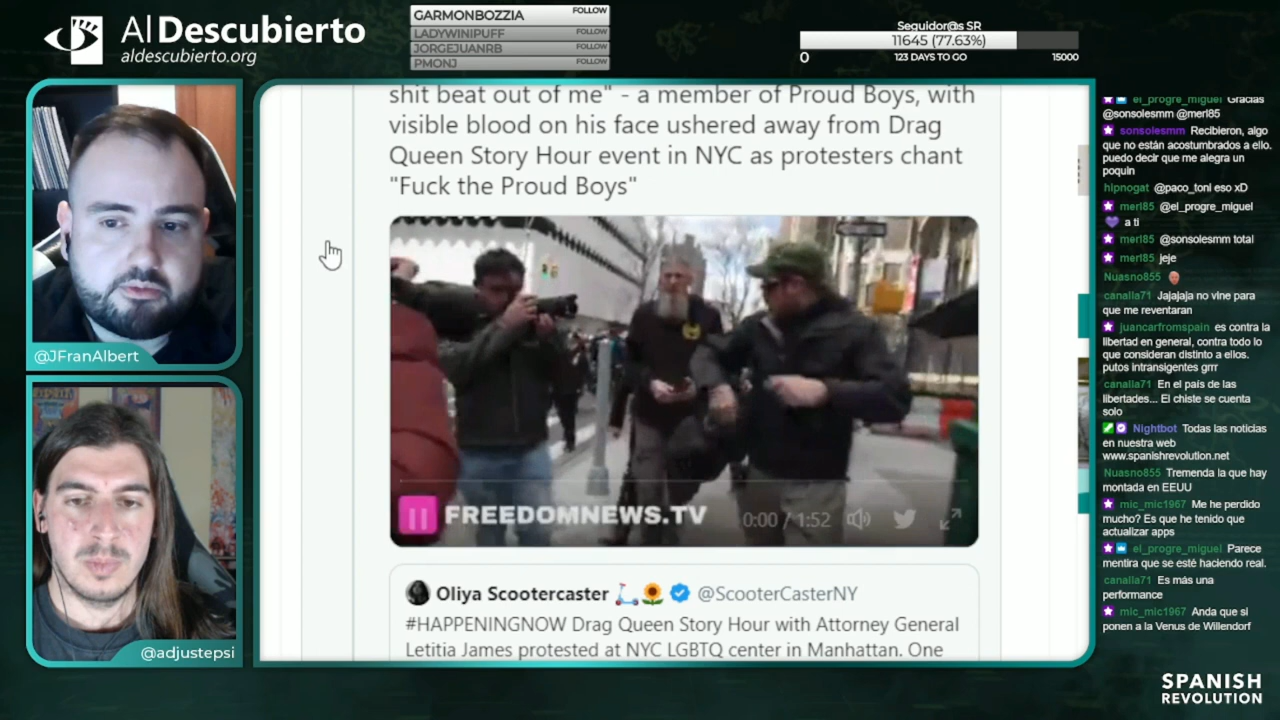 Al Descubierto
aldescubierto.org
GARMONBOZZIA FOLLOW
LADYWINIPUFF FOLLOW
JORGEJUANRB FOLLOW
PMONJ FOLLOW
Seguidor@s SR
11645 (77.63%)
0 123 DAYS TO GO 15000
@JFranAlbert
@adjustepsi
shit beat out of me" - a member of Proud Boys, with
visible blood on his face ushered away from Drag
Queen Story Hour event in NYC as protesters chant
"Fuck the Proud Boys"
FREEDOMNEWS.TV
0:00 / 1:52
Oliya Scootercaster 🛴🌻 @ScooterCasterNY
#HAPPENINGNOW Drag Queen Story Hour with Attorney General
Letitia James protested at NYC LGBTQ center in Manhattan. One
el_progre_miguel Gracias
@sonsolesmm @merl85
sonsolesmm Recibieron, algo
que no están acostumbrados a ello.
puedo decir que me alegra un
poquin
hipnogat @paco_toni eso xD
merl85 @el_progre_miguel
💜 a ti
merl85 @sonsolesmm total
merl85 jeje
Nuasno855
canalla71 Jajajaja no vine para
que me reventaran
juancarfromspain es contra la
libertad en general, contra todo lo
que consideran distinto a ellos.
putos intransigentes grrr
canalla71 En el país de las
libertades... El chiste se cuenta
solo
Nightbot Todas las noticias
en nuestra web
www.spanishrevolution.net
Nuasno855 Tremenda la que hay
montada en EEUU
mic_mic1967 Me he perdido
mucho? Es que he tenido que
actualizar apps
el_progre_miguel Parece
mentira que se esté haciendo real.
canalla71 Es más una
performance
mic_mic1967 Anda que si
ponen a la Venus de Willendorf
SPANISH
REVOLUTION